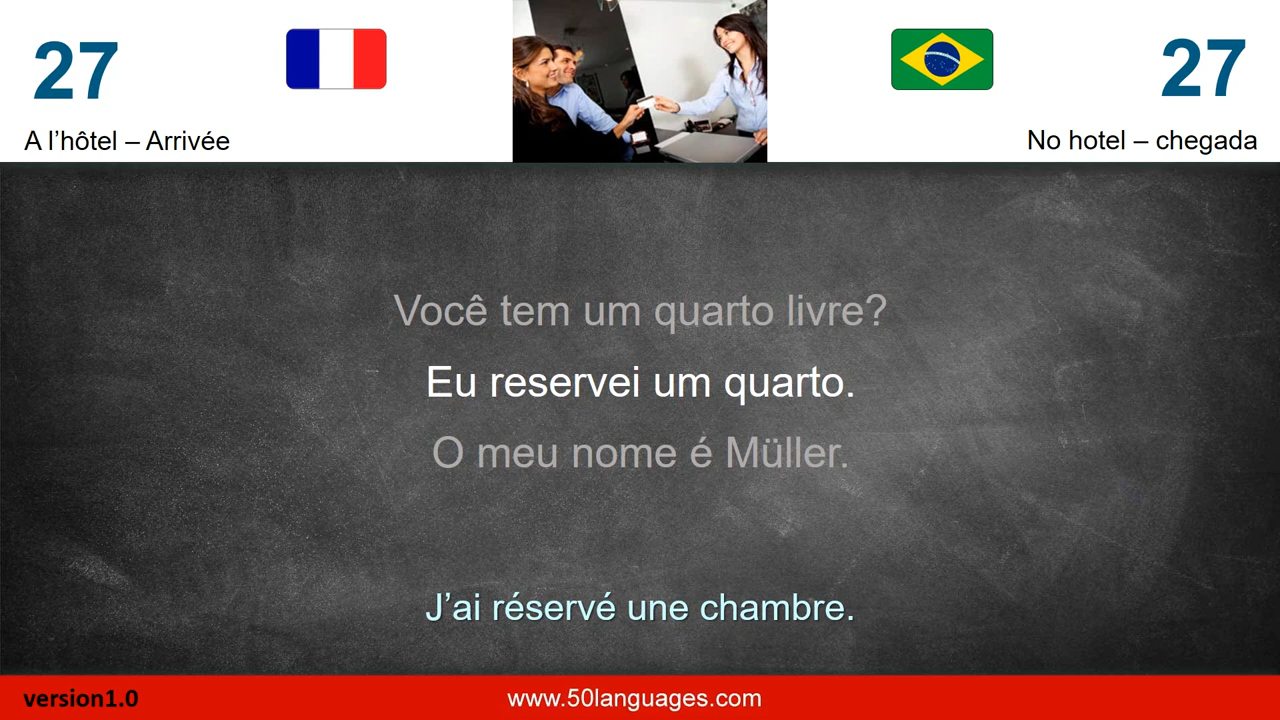 27
27
A l’hôtel – Arrivée
No hotel – chegada
Você tem um quarto livre?
Eu reservei um quarto.
O meu nome é Müller.
J’ai réservé une chambre.
version1.0
www.50languages.com